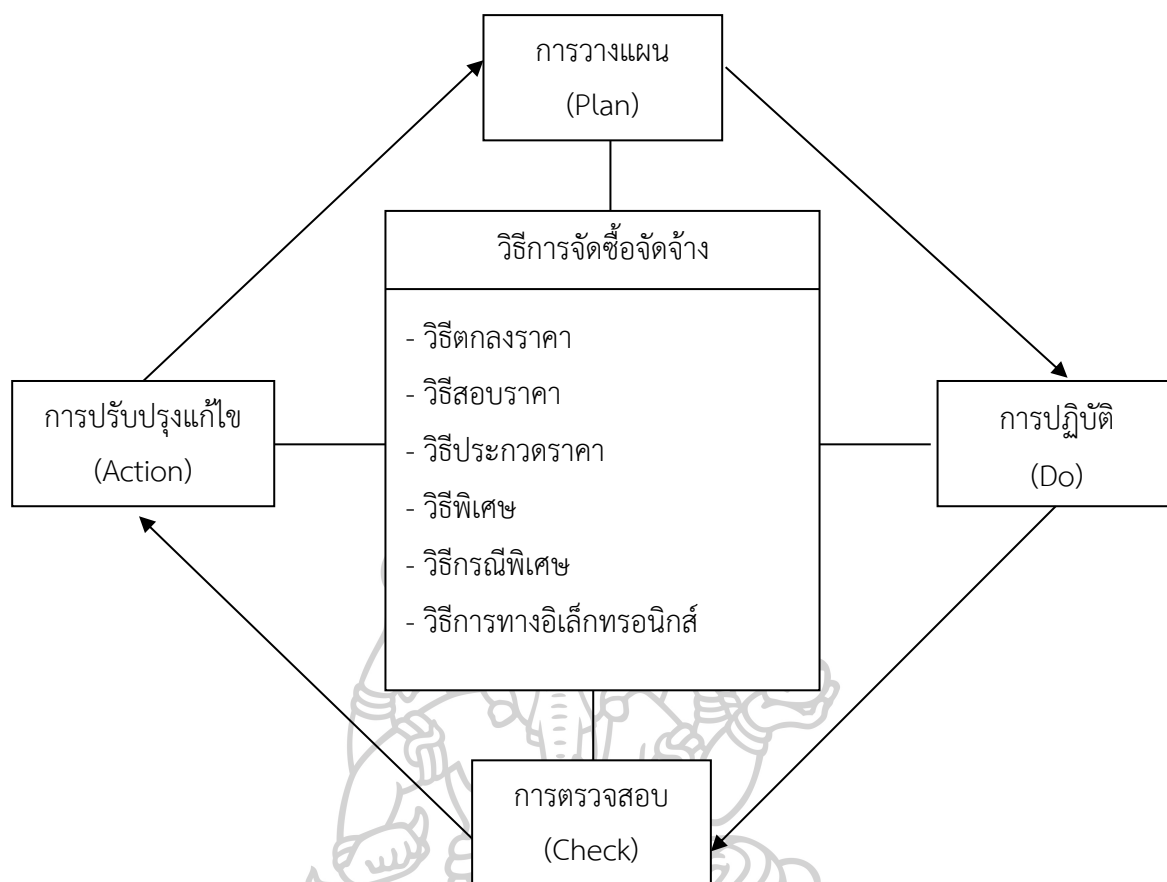 การวางแผน
(Plan)
วิธีการจัดซื้อจัดจ้าง
- วิธีตกลงราคา
- วิธีสอบราคา
- วิธีประกวดราคา
- วิธีพิเศษ
- วิธีกรณีพิเศษ
- วิธีการทางอิเล็กทรอนิกส์
การปรับปรุงแก้ไข
(Action)
การปฏิบัติ
(Do)
การตรวจสอบ
(Check)